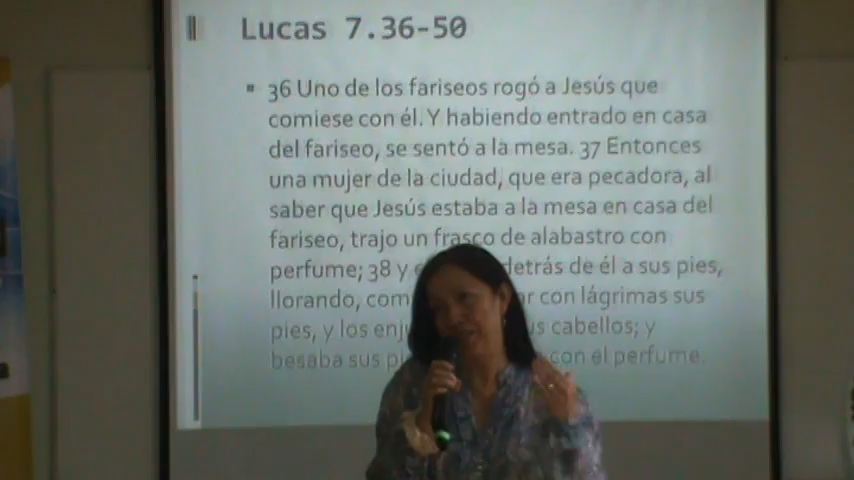 Lucas 7.36-50
36 Uno de los fariseos rogó a Jesús que
comiese con él. Y habiendo entrado en casa
del fariseo, se sentó a la mesa. 37 Entonces
una mujer de la ciudad, que era pecadora, al
saber que Jesús estaba a la mesa en casa del
fariseo, trajo un frasco de alabastro con
perfume; 38 y detrás de él a sus pies,
llorando, con lágrimas sus
pies, y los cabellos; y
besaba sus con el perfume.